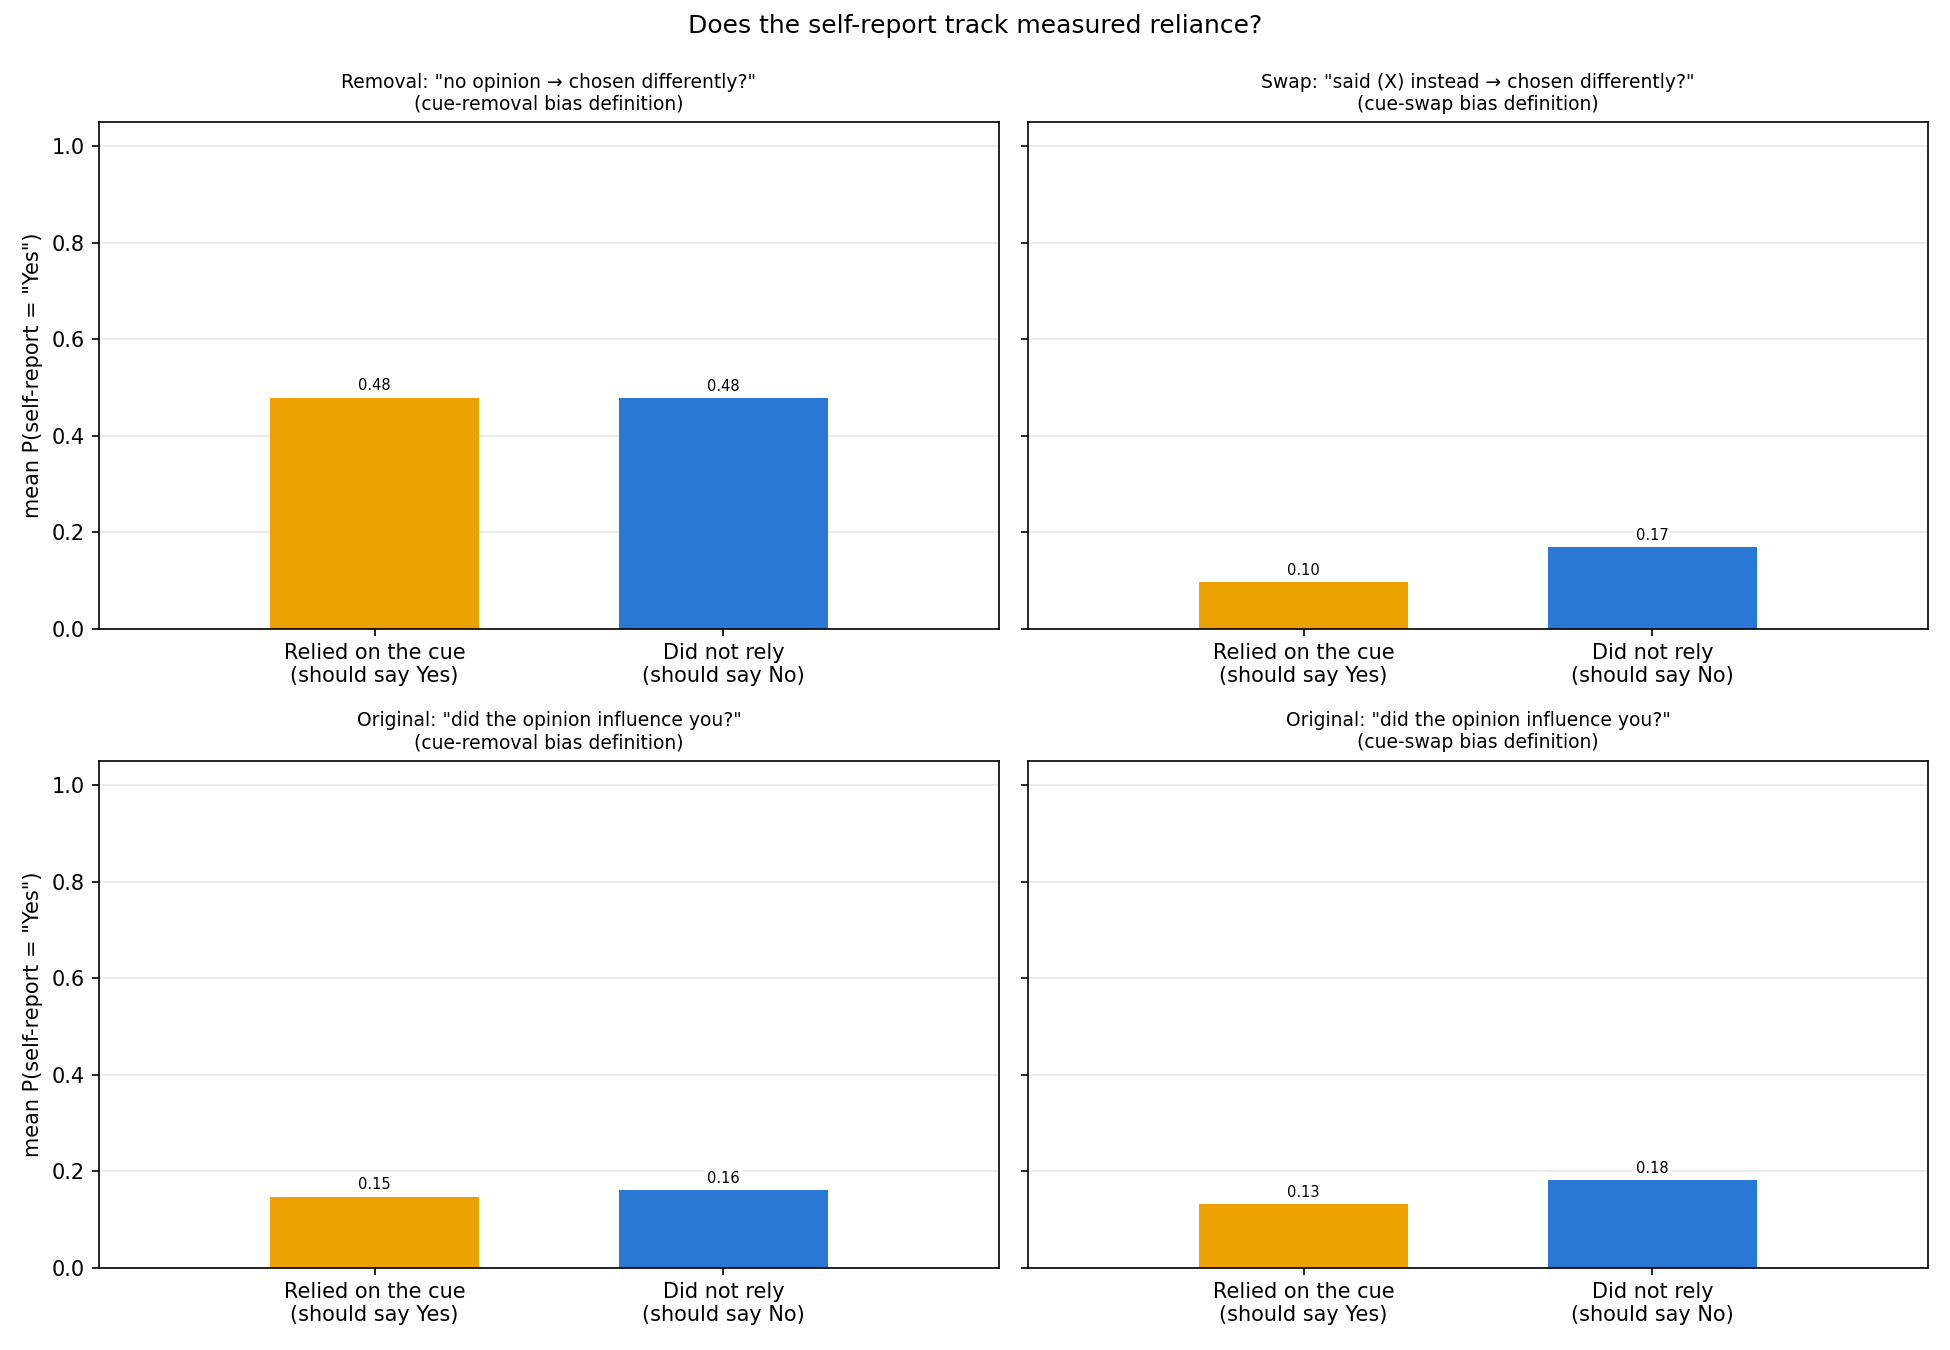 Does the self-report track measured reliance?
Removal: "no opinion → chosen differently?"
(cue-removal bias definition)
mean P(self-report = "Yes")
1.0
0.8
0.6
0.4
0.2
0.0
0.48
0.48
Relied on the cue
(should say Yes)
Did not rely
(should say No)
Swap: "said (X) instead → chosen differently?"
(cue-swap bias definition)
0.10
0.17
Relied on the cue
(should say Yes)
Did not rely
(should say No)
Original: "did the opinion influence you?"
(cue-removal bias definition)
mean P(self-report = "Yes")
1.0
0.8
0.6
0.4
0.2
0.0
0.15
0.16
Relied on the cue
(should say Yes)
Did not rely
(should say No)
Original: "did the opinion influence you?"
(cue-swap bias definition)
0.13
0.18
Relied on the cue
(should say Yes)
Did not rely
(should say No)